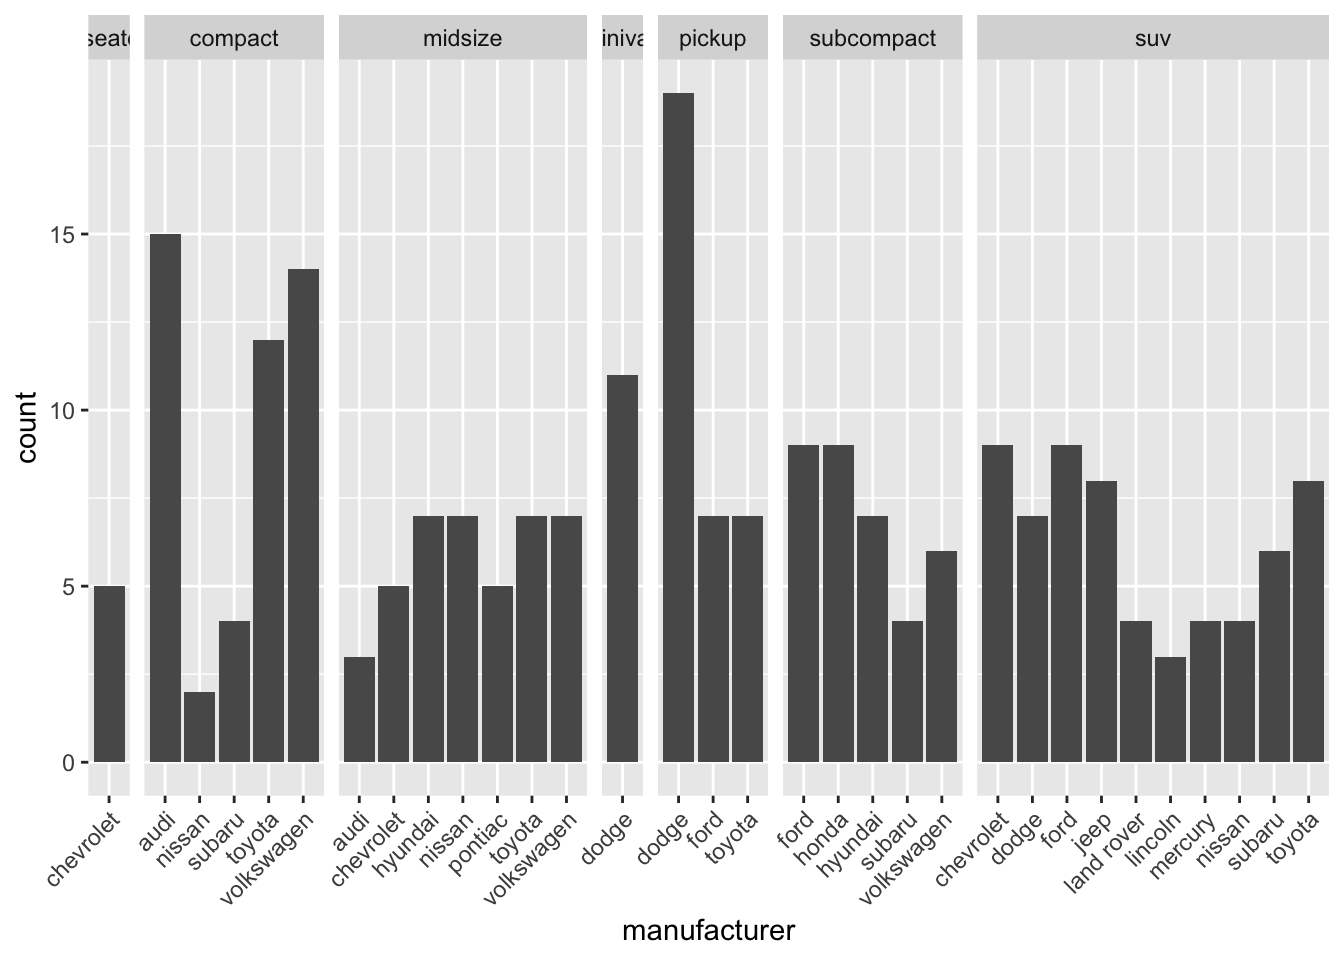 seat compact midsize iniva pickup subcompact suv
15
10
5
0
count
chevrolet audi nissan subaru toyota volkswagen audi chevrolet hyundai nissan pontiac toyota volkswagen dodge dodge ford toyota ford honda hyundai subaru volkswagen chevrolet dodge ford jeep land rover lincoln mercury nissan subaru toyota
manufacturer